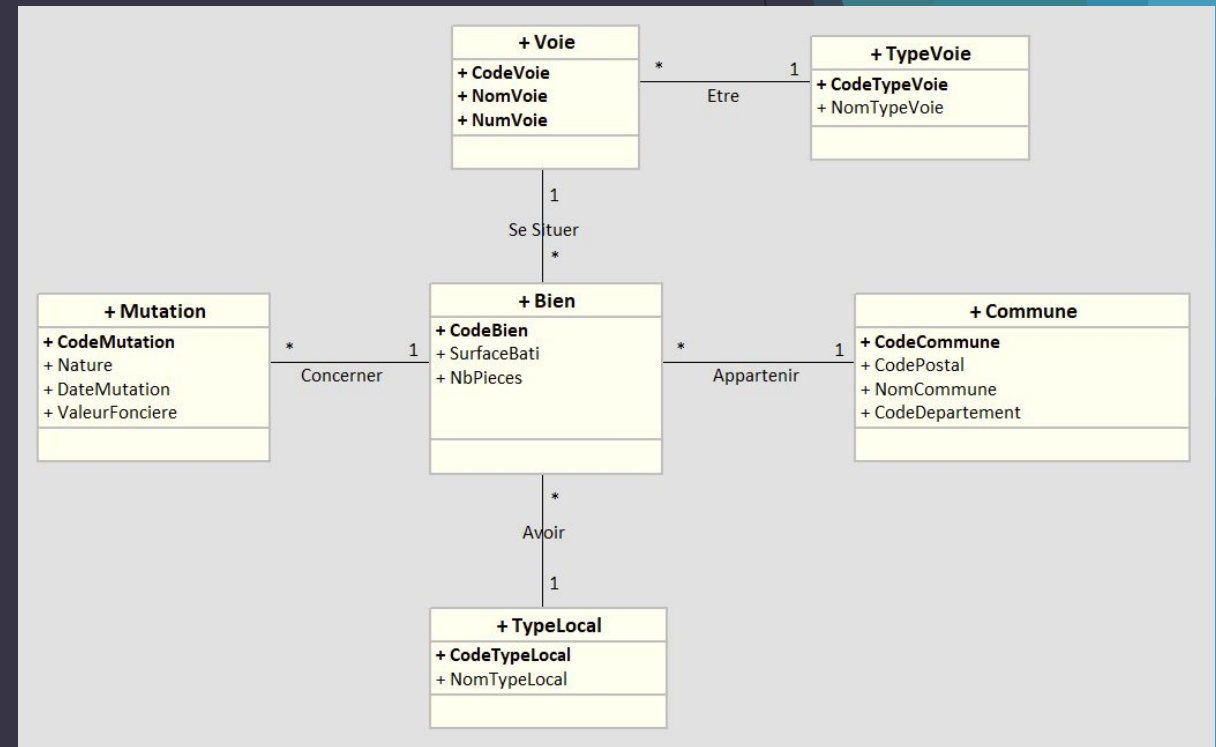 + Voie
+ CodeVoie
+ NomVoie
+ NumVoie
* 1
Etre
+ TypeVoie
+ CodeTypeVoie
+ NomTypeVoie
1
Se Situer
*
+ Mutation
+ CodeMutation
+ Nature
+ DateMutation
+ ValeurFonciere
* 1
Concerner
+ Bien
+ CodeBien
+ SurfaceBati
+ NbPieces
* 1
Appartenir
+ Commune
+ CodeCommune
+ CodePostal
+ NomCommune
+ CodeDepartement
*
Avoir
1
+ TypeLocal
+ CodeTypeLocal
+ NomTypeLocal